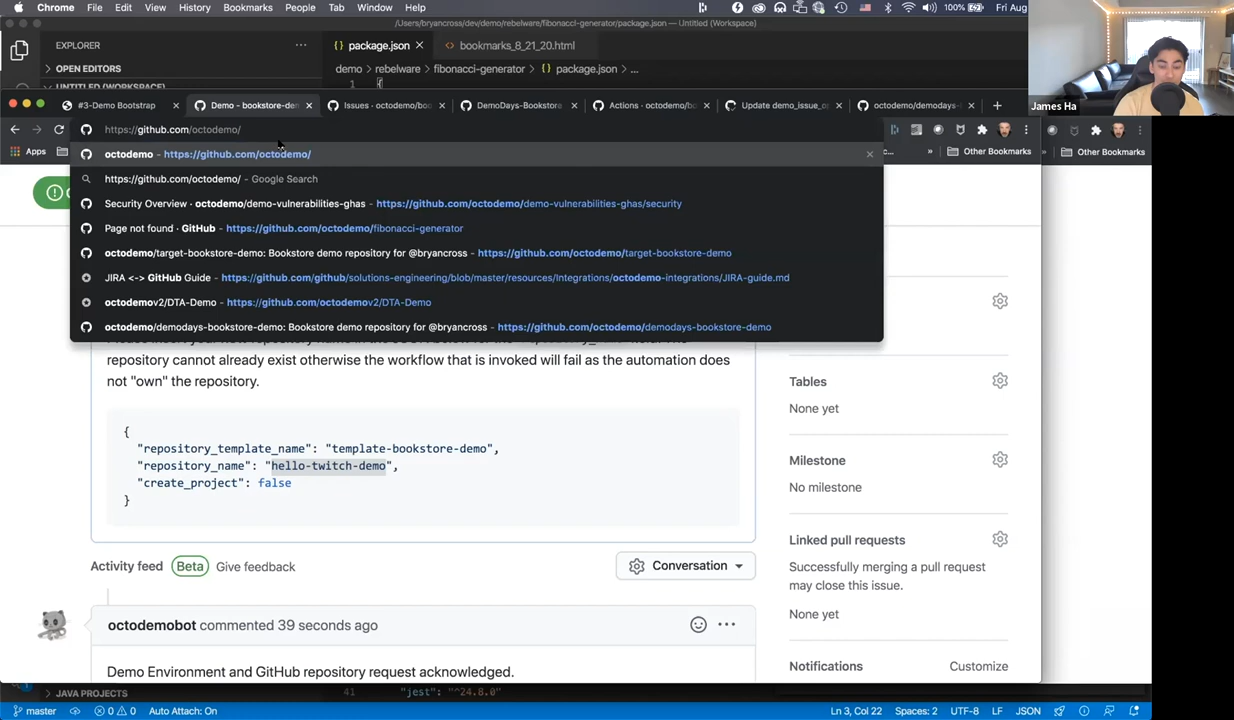 Chrome File Edit View History Bookmarks People Tab Window Help 100% Fri Aug
/Users/bryancross/dev/demo/rebelware/fibonacci-generator/package.json — Untitled (Workspace)
EXPLORER ··· {} package.json × <> bookmarks_8_21_20.html
OPEN EDITORS demo > rebelware > fibonacci-generator > {} package.json > ...
UNTITLED (WORKSPACE) 1 {
James Ha
#3-Demo Bootstrap × Demo - bookstore-den × Issues · octodemo/boo × DemoDays-Bookstore × Actions · octodemo/bo × Update demo_issue_o × octodemo/demodays- × +
https://github.com/octodemo/
Apps Other Bookmarks Other Bookmarks
octodemo - https://github.com/octodemo/ ×
https://github.com/octodemo/ - Google Search
Security Overview · octodemo/demo-vulnerabilities-ghas - https://github.com/octodemo/demo-vulnerabilities-ghas/security
Page not found · GitHub - https://github.com/octodemo/fibonacci-generator
octodemo/target-bookstore-demo: Bookstore demo repository for @bryancross - https://github.com/octodemo/target-bookstore-demo
JIRA <-> GitHub Guide - https://github.com/github/solutions-engineering/blob/master/resources/Integrations/octodemo-integrations/JIRA-guide.md
octodemov2/DTA-Demo - https://github.com/octodemov2/DTA-Demo
octodemo/demodays-bookstore-demo: Bookstore demo repository for @bryancross - https://github.com/octodemo/demodays-bookstore-demo
repository cannot already exist otherwise the workflow that is invoked will fail as the automation does
not "own" the repository.
{
"repository_template_name": "template-bookstore-demo",
"repository_name": "hello-twitch-demo",
"create_project": false
}
Tables
None yet
Milestone
No milestone
Linked pull requests
Successfully merging a pull request
may close this issue.
None yet
Activity feed Beta Give feedback Conversation
octodemobot commented 39 seconds ago ···
Notifications Customize
Demo Environment and GitHub repository request acknowledged.
JAVA PROJECTS 41 "jest": "^24.8.0"
master 0 0 Auto Attach: On Ln 3, Col 22 Spaces: 2 UTF-8 LF JSON